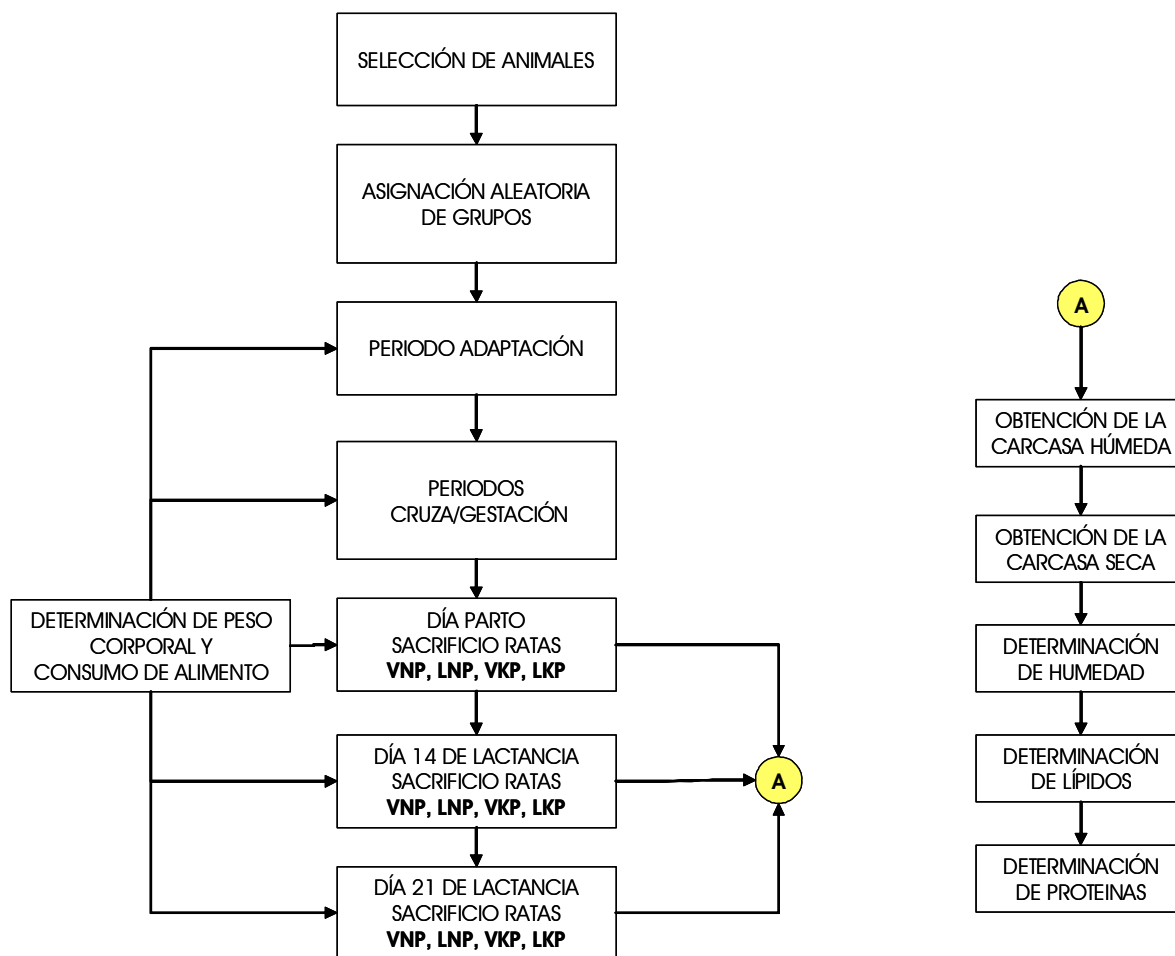 SELECCIÓN DE ANIMALES
ASIGNACIÓN ALEATORIA
DE GRUPOS
PERIODO ADAPTACIÓN
PERIODOS
CRUZA/GESTACIÓN
DETERMINACIÓN DE PESO
CORPORAL Y
CONSUMO DE ALIMENTO
DÍA PARTO
SACRIFICIO RATAS
VNP, LNP, VKP, LKP
DÍA 14 DE LACTANCIA
SACRIFICIO RATAS
VNP, LNP, VKP, LKP
DÍA 21 DE LACTANCIA
SACRIFICIO RATAS
VNP, LNP, VKP, LKP
A
A
OBTENCIÓN DE LA
CARCASA HÚMEDA
OBTENCIÓN DE LA
CARCASA SECA
DETERMINACIÓN
DE HUMEDAD
DETERMINACIÓN
DE LÍPIDOS
DETERMINACIÓN
DE PROTEINAS